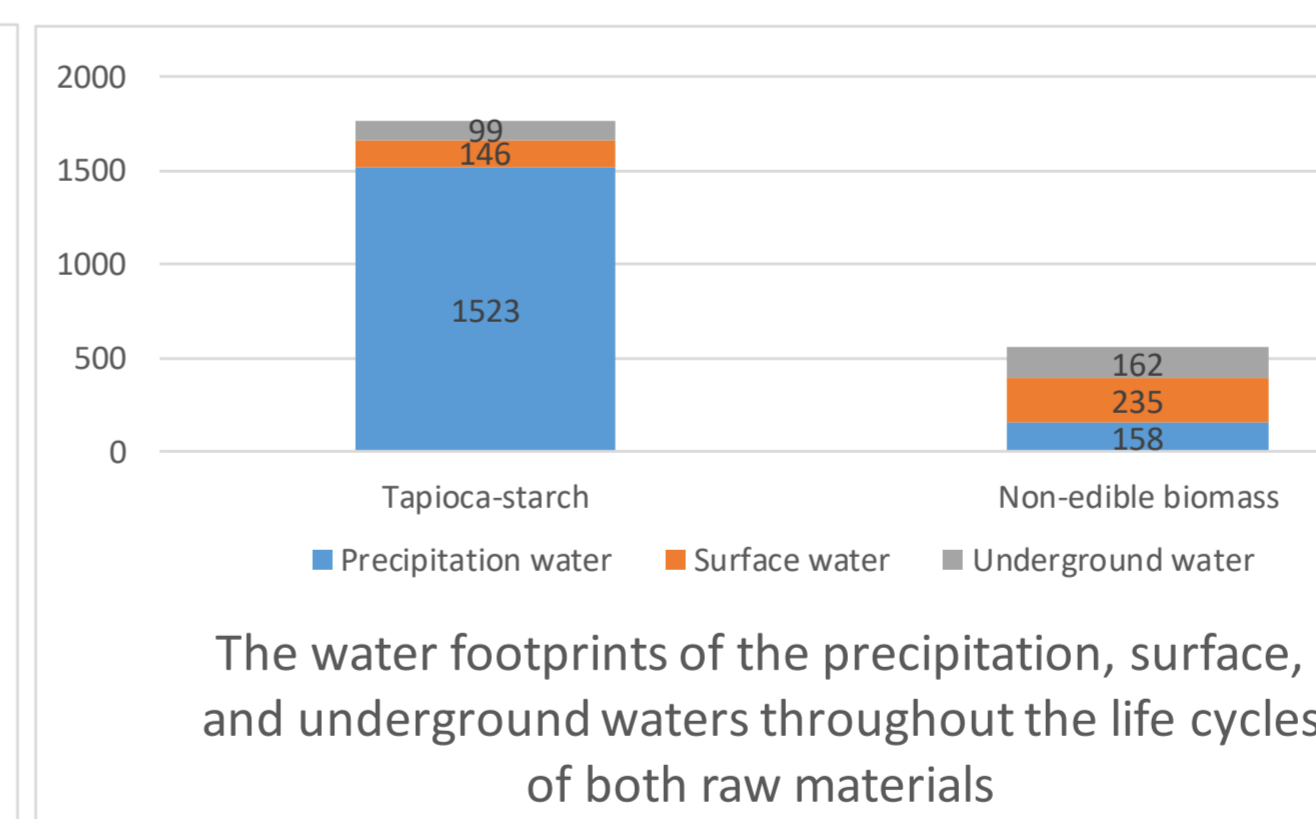 2000
1500
1000
500
0
99
146
1523
162
235
158
Tapioca-starch Non-edible biomass
Precipitation water Surface water Underground water
The water footprints of the precipitation, surface,
and underground waters throughout the life cycles
of both raw materials